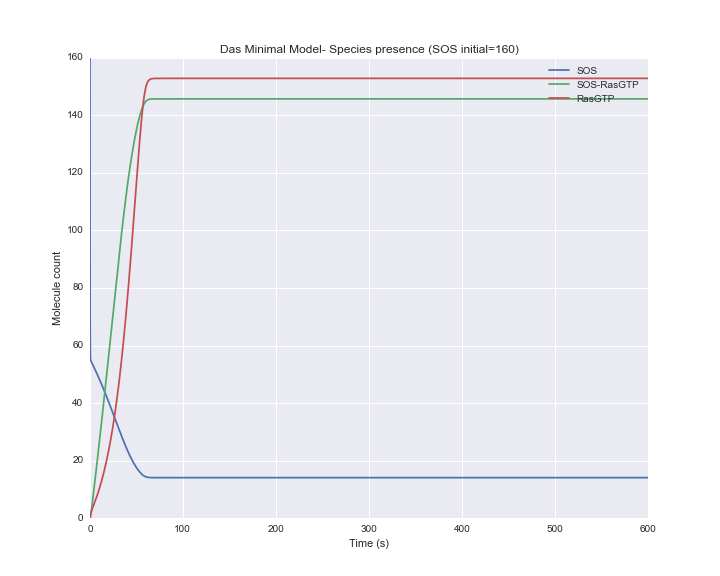 Das Minimal Model- Species presence (SOS initial=160)
SOS
SOS-RasGTP
RasGTP
160
140
120
100
80
60
40
20
0
Molecule count
0 100 200 300 400 500 600
Time (s)